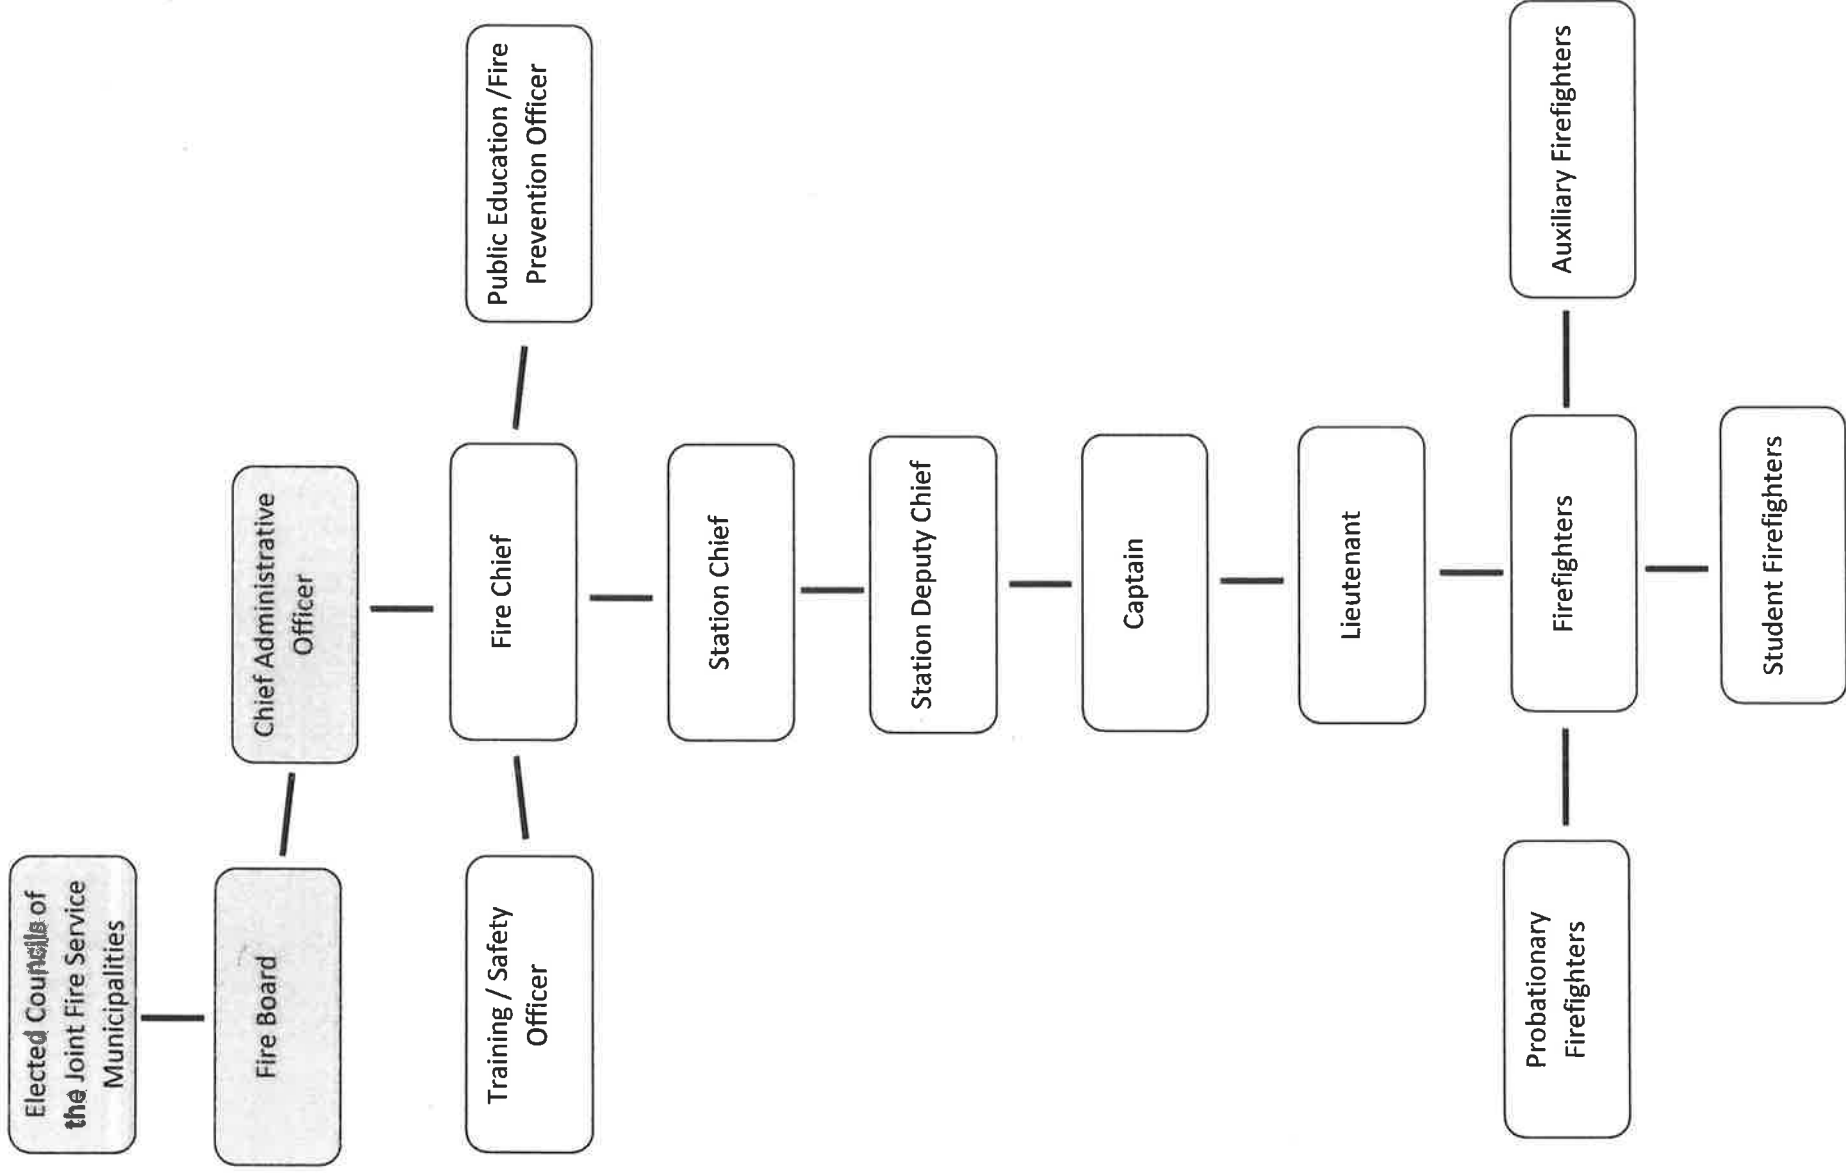 Elected Councils of
the Joint Fire Service
Municipalities
Fire Board
Chief Administrative
Officer
Training / Safety
Officer
Fire Chief
Public Education /Fire
Prevention Officer
Station Chief
Station Deputy Chief
Captain
Lieutenant
Probationary
Firefighters
Firefighters
Auxiliary Firefighters
Student Firefighters